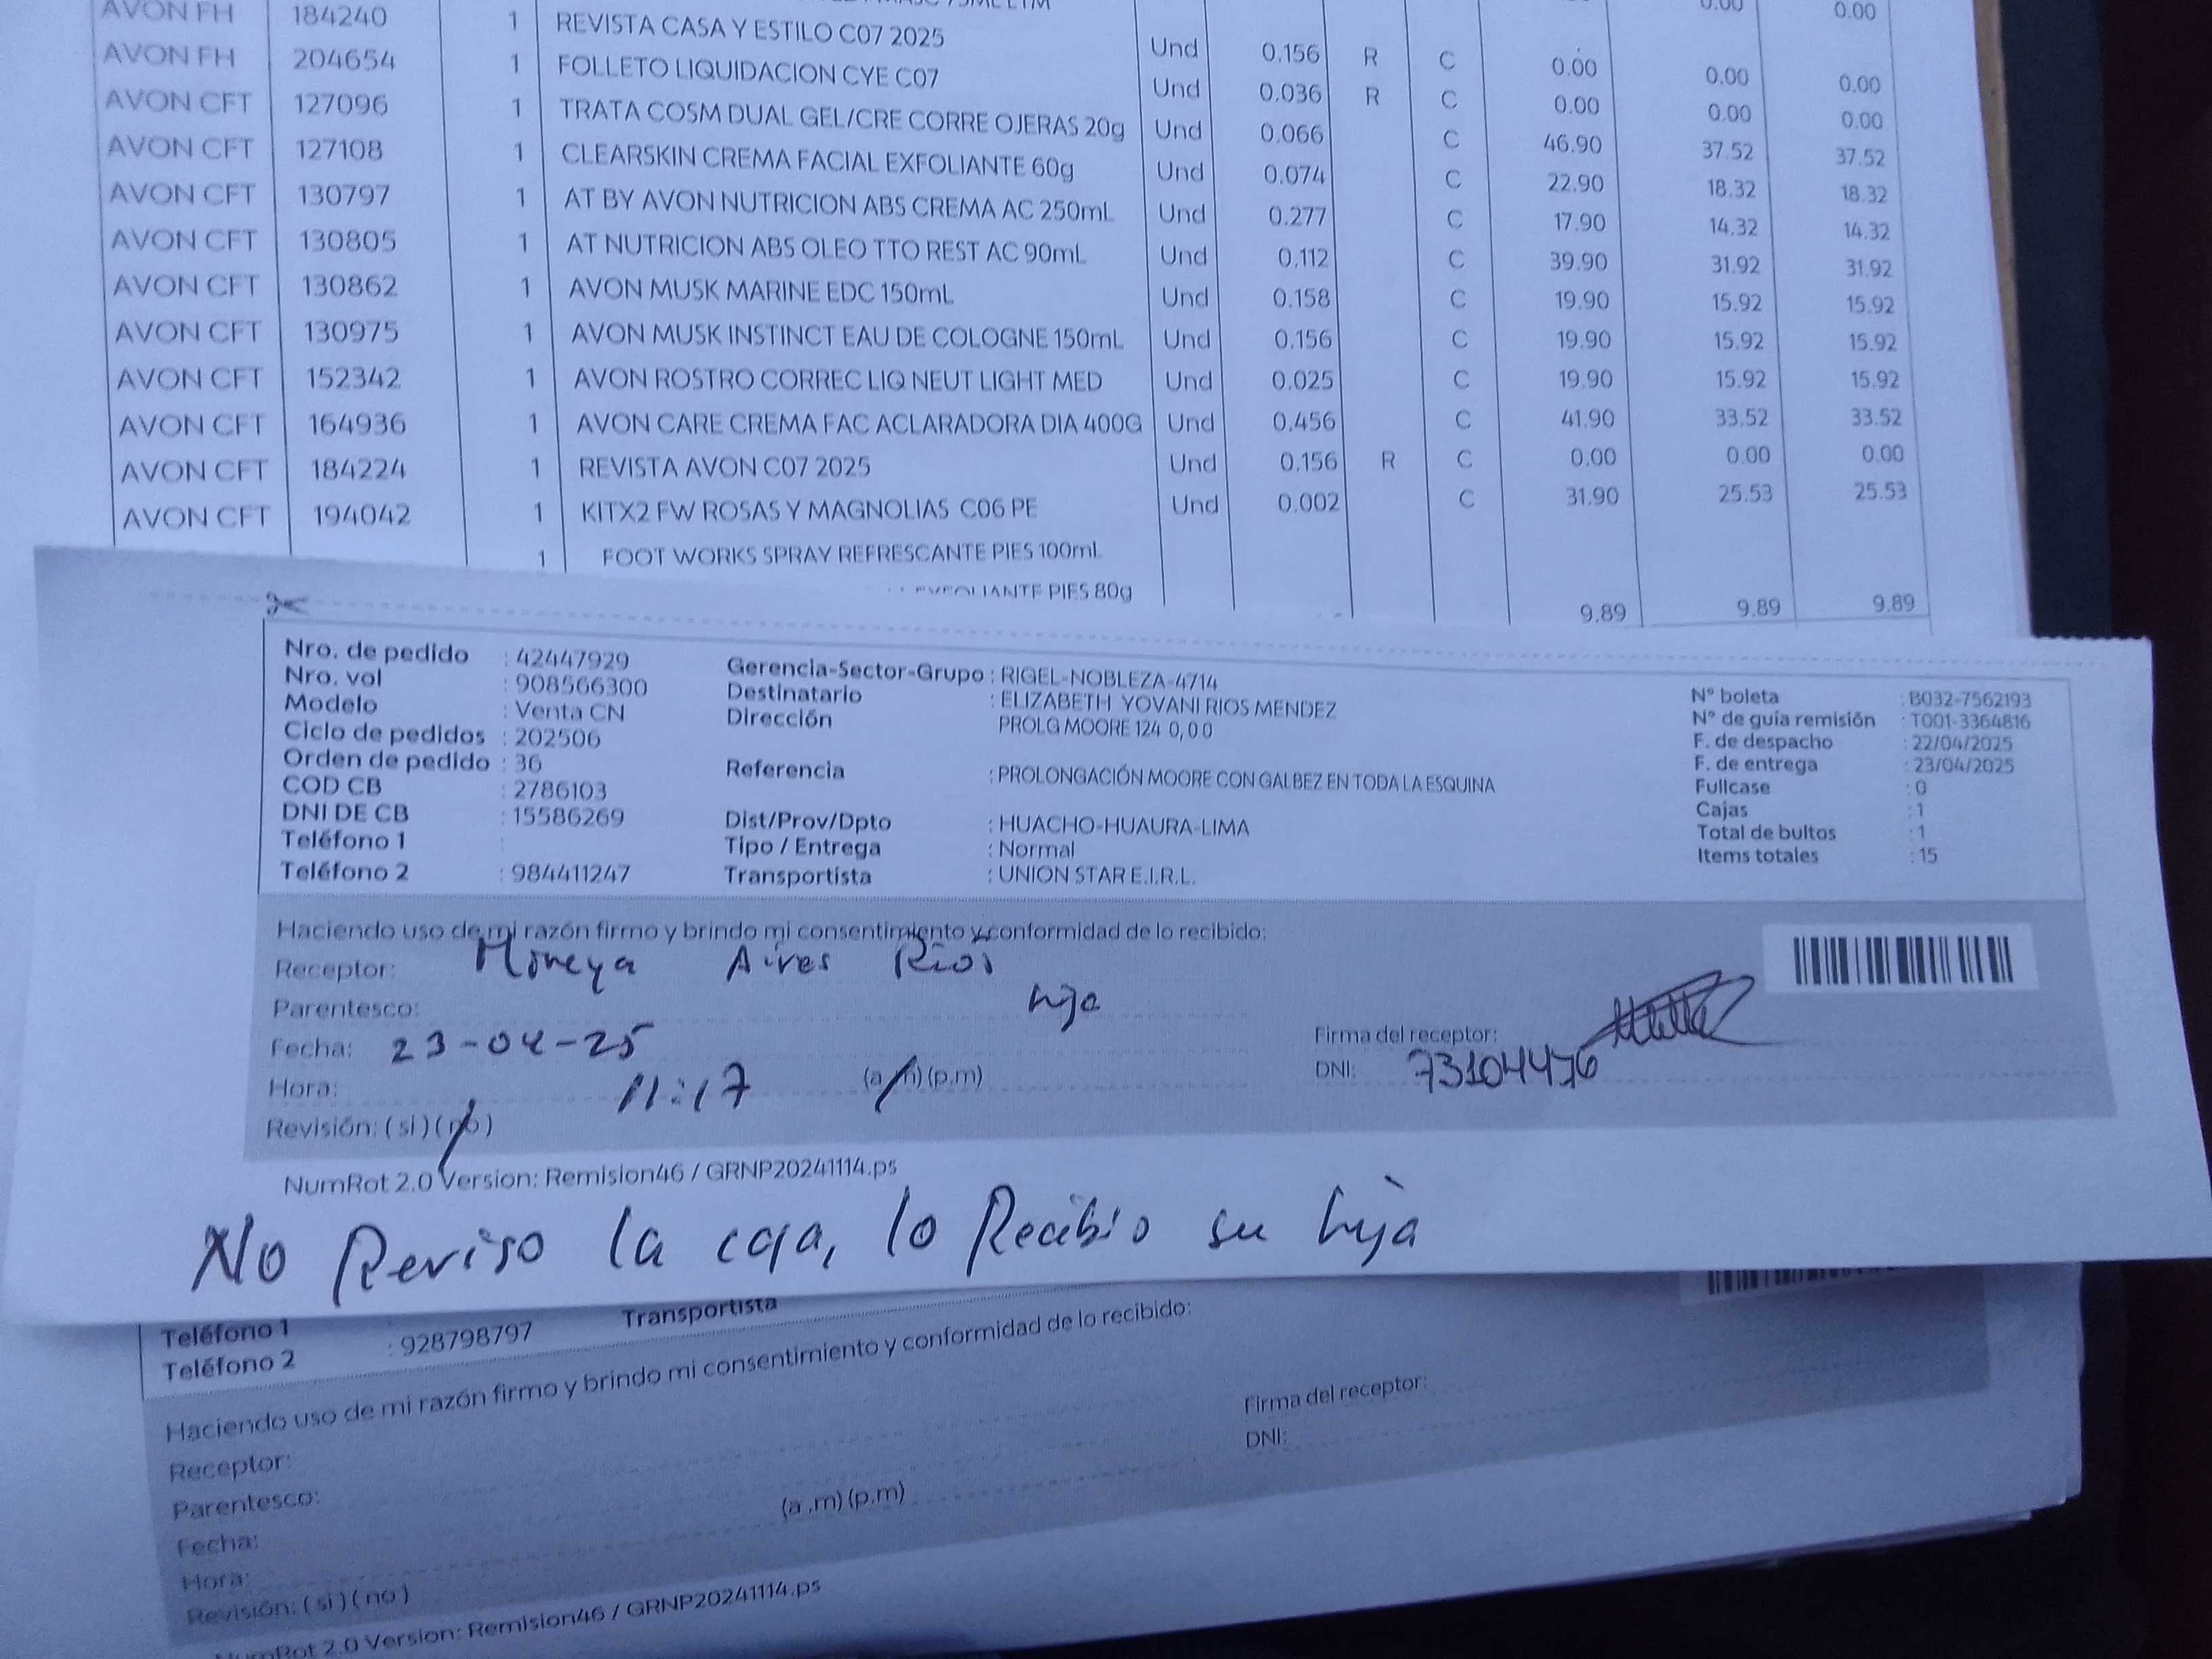 AVON FH 184240 1 REVISTA CASA Y ESTILO C07 2025 Und 0.156 R C 0.00 0.00 0.00
AVON FH 204654 1 FOLLETO LIQUIDACION CYE C07 Und 0.036 R C 0.00 0.00 0.00
AVON CFT 127096 1 TRATA COSM DUAL GEL/CRE CORRE OJERAS 20g Und 0.066 C 46.90 37.52 37.52
AVON CFT 127108 1 CLEARSKIN CREMA FACIAL EXFOLIANTE 60g Und 0.074 C 22.90 18.32 18.32
AVON CFT 130797 1 AT BY AVON NUTRICION ABS CREMA AC 250mL Und 0.277 C 17.90 14.32 14.32
AVON CFT 130805 1 AT NUTRICION ABS OLEO TTO REST AC 90mL Und 0.112 C 39.90 31.92 31.92
AVON CFT 130862 1 AVON MUSK MARINE EDC 150mL Und 0.158 C 19.90 15.92 15.92
AVON CFT 130975 1 AVON MUSK INSTINCT EAU DE COLOGNE 150mL Und 0.156 C 19.90 15.92 15.92
AVON CFT 152342 1 AVON ROSTRO CORREC LIQ NEUT LIGHT MED Und 0.025 C 19.90 15.92 15.92
AVON CFT 164936 1 AVON CARE CREMA FAC ACLARADORA DIA 400G Und 0.456 C 41.90 33.52 33.52
AVON CFT 184224 1 REVISTA AVON C07 2025 Und 0.156 R C 0.00 0.00 0.00
AVON CFT 194042 1 KITX2 FW ROSAS Y MAGNOLIAS C06 PE Und 0.002 C 31.90 25.53 25.53
1 FOOT WORKS SPRAY REFRESCANTE PIES 100mL
EXFOLIANTE PIES 80g
9.89 9.89 9.89
Nro. de pedido : 42447929 Gerencia-Sector-Grupo : RIGEL-NOBLEZA-4714 N° boleta : B032-7562193
Nro. vol : 908566300 Destinatario : ELIZABETH YOVANI RIOS MENDEZ N° de guía remisión : T001-3364816
Modelo : Venta CN Dirección PROLG MOORE 124 0, 0 0 F. de despacho : 22/04/2025
Ciclo de pedidos : 202506 F. de entrega : 23/04/2025
Orden de pedido : 36 Referencia : PROLONGACIÓN MOORE CON GALBEZ EN TODA LA ESQUINA Fullcase : 0
COD CB : 2786103 Cajas : 1
DNI DE CB : 15586269 Dist/Prov/Dpto : HUACHO-HUAURA-LIMA Total de bultos : 1
Teléfono 1 : Tipo / Entrega : Normal Items totales : 15
Teléfono 2 : 984411247 Transportista : UNION STAR E.I.R.L.
Haciendo uso de mi razón firmo y brindo mi consentimiento y conformidad de lo recibido:
Receptor: Aires Rios
Parentesco: hija
Fecha: 23-04-25 Firma del receptor:
Hora: 11:17 (a.m) (p.m) DNI: 73104476
Revisión: ( si ) ( no )
NumRot 2.0 Version: Remision46 / GRNP20241114.ps
No Reviso la caja, lo Recibio su hija
Teléfono 1 Transportista
Teléfono 2 : 928798797
Haciendo uso de mi razón firmo y brindo mi consentimiento y conformidad de lo recibido:
Receptor: Firma del receptor:
Parentesco: DNI:
Fecha: (a .m) (p.m)
Hora:
Revisión: ( si ) ( no )
NumRot 2.0 Version: Remision46 / GRNP20241114.ps